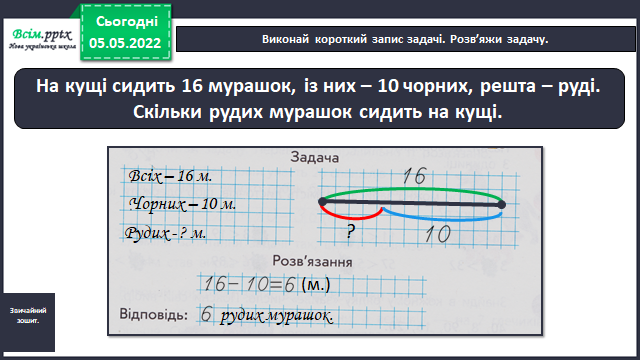 Всім.pptx
Нова українська школа
Сьогодні
05.05.2022
Виконай короткий запис задачі. Розв'яжи задачу.
На кущі сидить 16 мурашок, із них – 10 чорних, решта – руді.
Скільки рудих мурашок сидить на кущі.
Задача
Всіх – 16 м.
Чорних – 10 м.
Рудих - ? м.
16
? 10
Розв'язання
16 – 10 = 6 (м.)
Відповідь: 6 рудих мурашок.
Звичайний
зошит.